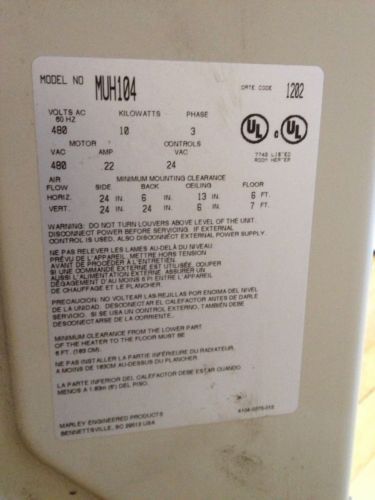 MODEL NO MUH104 DATE CODE 1202
VOLTS AC 60 HZ KILOWATTS PHASE
480 10 3
UL c UL
MOTOR CONTROLS
VAC AMP VAC
480 .22 24
774G LISTED
ROOM HEATER
AIR MINIMUM MOUNTING CLEARANCE
FLOW SIDE BACK CEILING FLOOR
HORIZ. 24 IN. 6 IN. 13 IN. 6 FT.
VERT. 24 IN. 24 IN. 6 IN. 7 FT.
WARNING: DO NOT TURN LOUVERS ABOVE LEVEL OF THE UNIT.
DISCONNECT POWER BEFORE SERVICING. IF EXTERNAL
CONTROL IS USED, ALSO DISCONNECT EXTERNAL POWER SUPPLY.
NE PAS RELEVER LES LAMES AU-DELÀ DU NIVEAU
PRÉVU DE L'APPAREIL. METTRE HORS TENSION
AVANT DE PROCÉDER À L'ENTRETIEN.
SI UNE COMMANDE EXTERNE EST UTILISÉE, COUPER
AUSSI L'ALIMENTATION EXTERNE. ASSURER UN
DÉGAGEMENT D'AU MOINS 6 PI ENTRE L'APPAREIL
DE CHAUFFAGE ET LE PLANCHER.
PRECAUCION: NO VOLTEAR LAS REJILLAS POR ENCIMA DEL NIVEL
DE LA UNIDAD. DESCONECTAR EL CALEFACTOR ANTES DE DARLE
SERVICIO. SI SE USA UN CONTROL EXTERNO, TAMBIÉN DEBE
DESCONECTARSE DE LA CORRIENTE.
MINIMUM CLEARANCE FROM THE LOWER PART
OF THE HEATER TO THE FLOOR MUST BE
6 FT. (183 CM).
NE PAS INSTALLER LA PARTIE INFÉRIEURE DU RADIATEUR
A MOINS DE 183CM AU-DESSUS DU PLANCHER.
LA PARTE INFERIOR DEL CALEFACTOR DEBE ESTAR CUANDO
MENOS A 1.83m (6') DEL PISO.
MARLEY ENGINEERED PRODUCTS
BENNETTSVILLE, SC 29512 USA